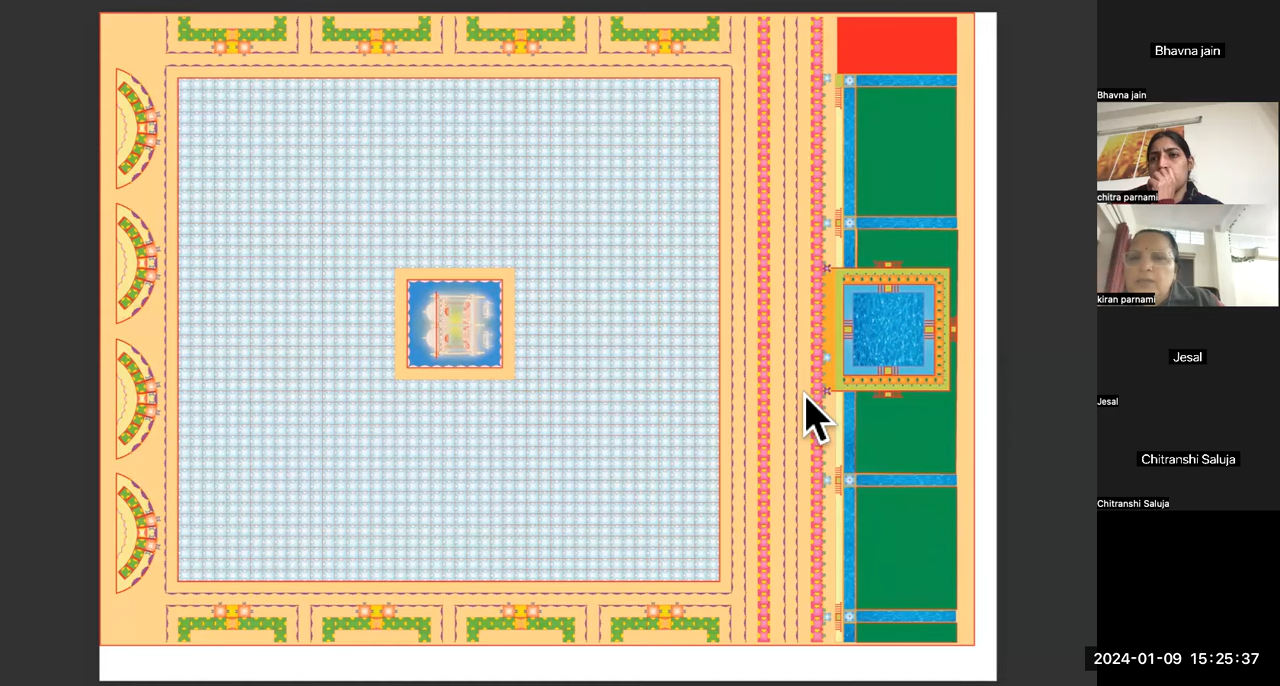 Bhavna jain
Bhavna jain
chitra parnami
kiran parnami
Jesal
Jesal
Chitranshi Saluja
Chitranshi Saluja
2024-01-09 15:25:37